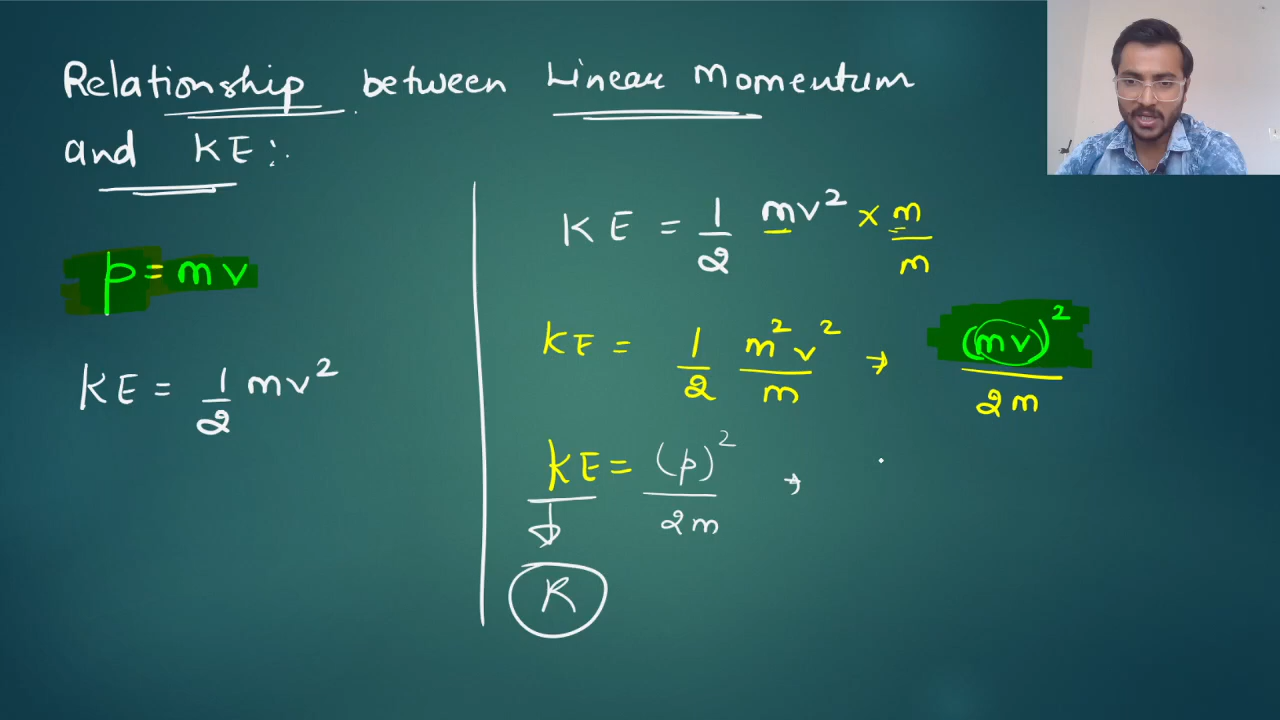 Relationship between Linear Momentum
and KE:
p = mv
KE = 1/2 mv²
KE = 1/2 mv² × m/m
KE = 1/2 m²v²/m → (mv)²/2m
KE = (p)²/2m →
↓
K